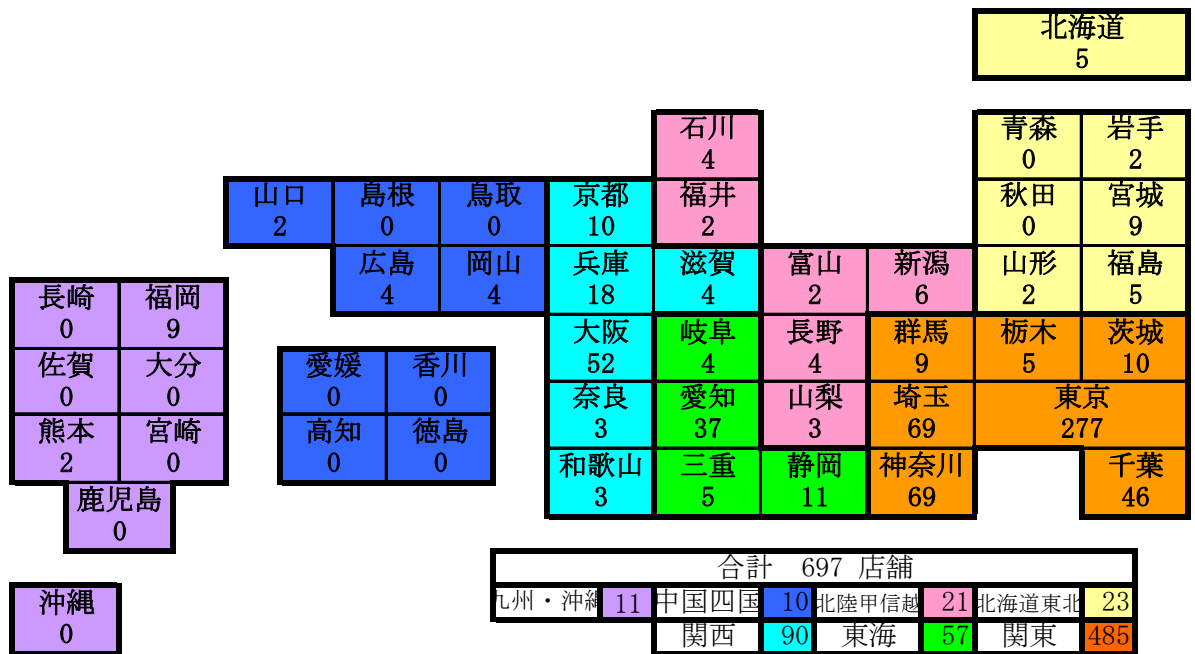 北海道
5
石川
4
青森
0
岩手
2
山口
2
島根
0
鳥取
0
京都
10
福井
2
秋田
0
宮城
9
広島
4
岡山
4
兵庫
18
滋賀
4
富山
2
新潟
6
山形
2
福島
5
長崎
0
福岡
9
大阪
52
岐阜
4
長野
4
群馬
9
栃木
5
茨城
10
佐賀
0
大分
0
愛媛
0
香川
0
奈良
3
愛知
37
山梨
3
埼玉
69
東京
277
熊本
2
宮崎
0
高知
0
徳島
0
和歌山
3
三重
5
静岡
11
神奈川
69
千葉
46
鹿児島
0
沖縄
0
合計 697 店舗
九州・沖縄 11 中国四国 10 北陸甲信越 21 北海道東北 23
関西 90 東海 57 関東 485